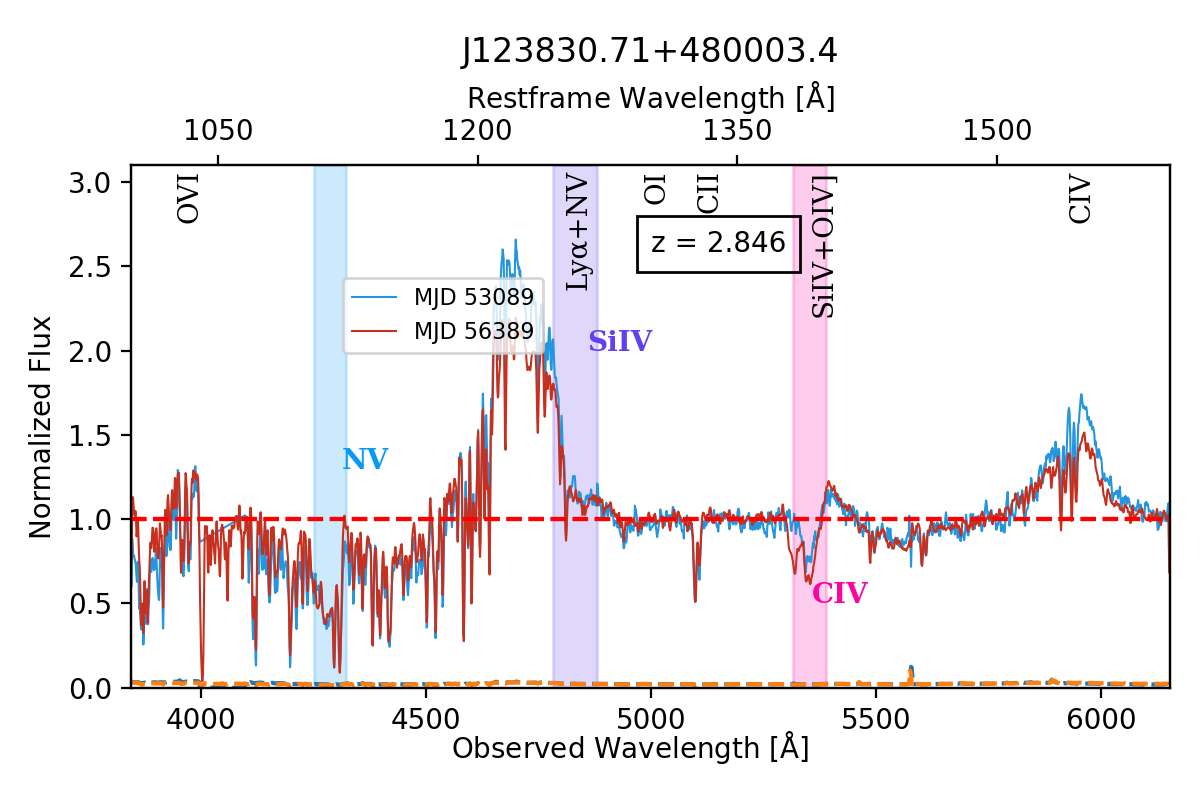 J123830.71+480003.4
Restframe Wavelength [Å]
1050 1200 1350 1500
OVI
Lyα+NV
OI
CII
SiIV+OIV]
CIV
z = 2.846
MJD 53089
MJD 56389
SiIV
NV
CIV
Normalized Flux
3.0
2.5
2.0
1.5
1.0
0.5
0.0
4000 4500 5000 5500 6000
Observed Wavelength [Å]